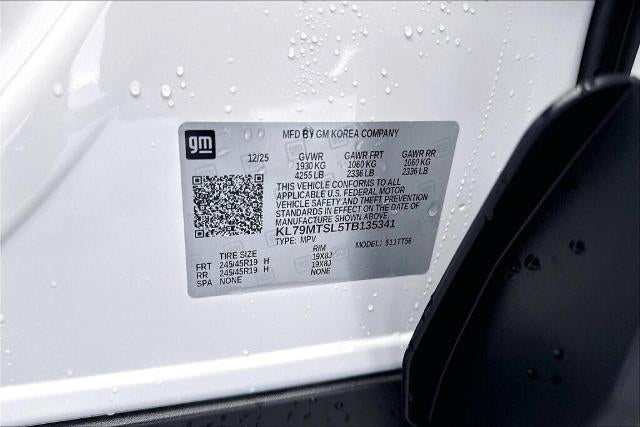 gm
MFD BY GM KOREA COMPANY
12/25 GVWR GAWR FRT GAWR RR
1930 KG 1060 KG 1060 KG
4255 LB 2336 LB 2336 LB
THIS VEHICLE CONFORMS TO ALL
APPLICABLE U.S. FEDERAL MOTOR
VEHICLE SAFETY AND THEFT PREVENTION
STANDARDS IN EFFECT ON THE DATE OF
MANUFACTURE SHOWN ABOVE.
KL79MTSL5TB135341
TYPE: MPV MODEL:
TIRE SIZE RIM
FRT 245/45R19 H 19X8J
RR 245/45R19 H 19X8J
SPA NONE NONE